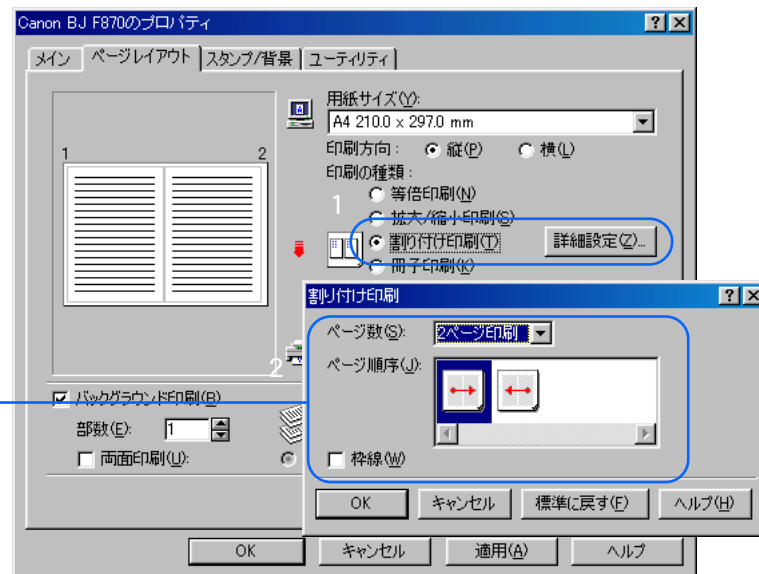 Canon BJ F870のプロパティ
メイン ページレイアウト スタンプ/背景 ユーティリティ
用紙サイズ(Y):
A4 210.0 x 297.0 mm
印刷方向: 縦(P) 横(L)
印刷の種類:
1 2
1 等倍印刷(N)
拡大/縮小印刷(S)
割り付け印刷(T) 詳細設定(Z)...
冊子印刷(K)
2
バックグラウンド印刷(B)
部数(E): 1
両面印刷(U):
割り付け印刷
ページ数(S): 2ページ印刷
ページ順序(J):
枠線(W)
OK キャンセル 標準に戻す(F) ヘルプ(H)
OK キャンセル 適用(A) ヘルプ